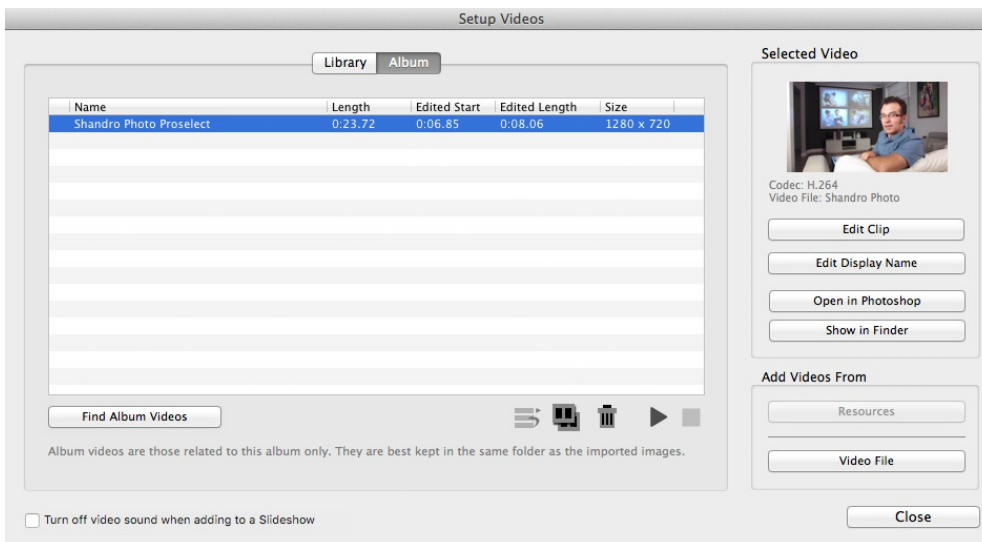 Setup Videos
Library Album
Name Length Edited Start Edited Length Size
Shandro Photo Proselect 0:23.72 0:06.85 0:08.06 1280 x 720
Find Album Videos
Album videos are those related to this album only. They are best kept in the same folder as the imported images.
Turn off video sound when adding to a Slideshow
Selected Video
Codec: H.264
Video File: Shandro Photo
Edit Clip
Edit Display Name
Open in Photoshop
Show in Finder
Add Videos From
Resources
Video File
Close